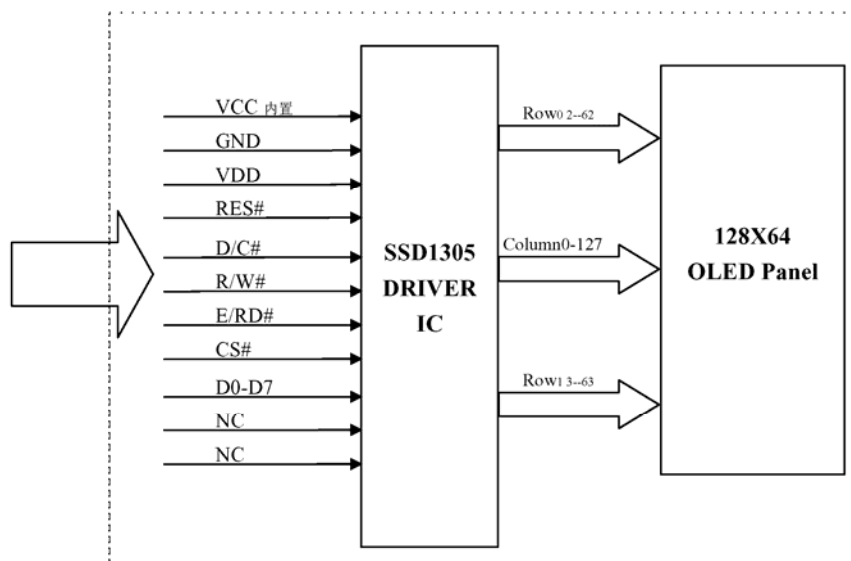 VCC 内置
GND
VDD
RES#
D/C#
R/W#
E/RD#
CS#
D0-D7
NC
NC
SSD1305
DRIVER
IC
Row0 2--62
Column0-127
Row1 3--63
128X64
OLED Panel